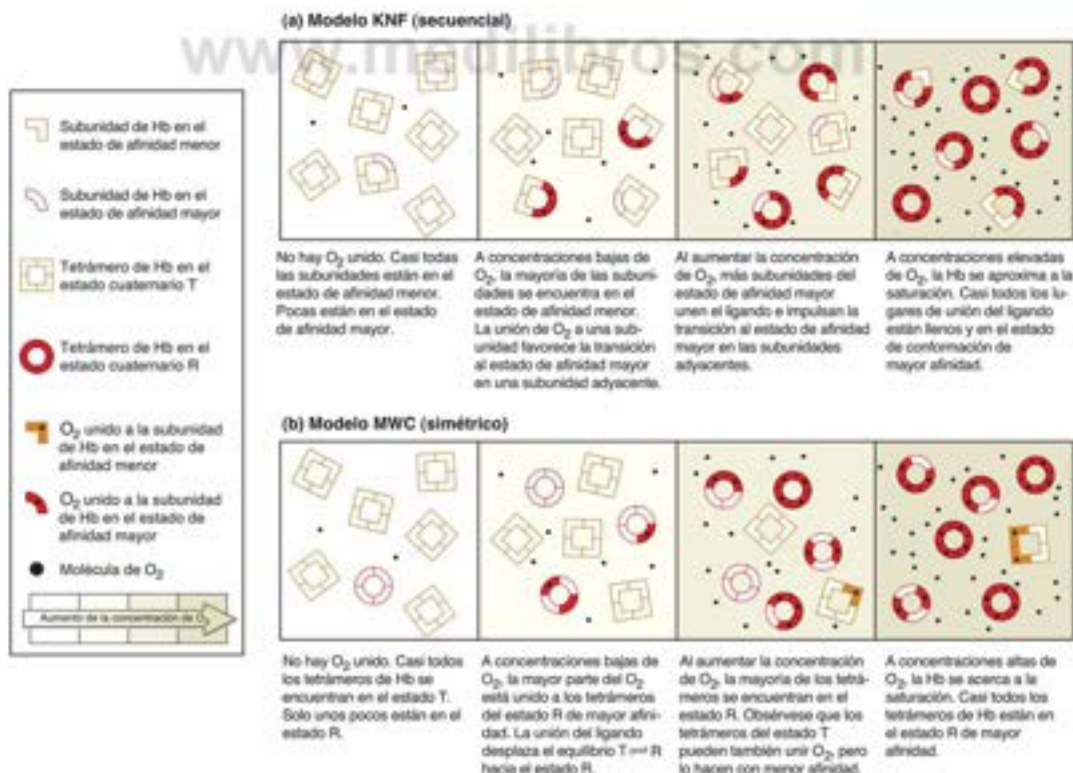 (a) Modelo KNF (secuencial)
www.medilibros.com
Subunidad de Hb en el
estado de afinidad menor
Subunidad de Hb en el
estado de afinidad mayor
Tetrámero de Hb en el
estado cuaternario T
Tetrámero de Hb en el
estado cuaternario R
O₂ unido a la subunidad
de Hb en el estado de
afinidad menor
O₂ unido a la subunidad
de Hb en el estado de
afinidad mayor
Molécula de O₂
Aumento de la concentración de O₂
No hay O₂ unido. Casi todas
las subunidades están en el
estado de afinidad menor.
Pocas están en el estado
de afinidad mayor.
A concentraciones bajas de
O₂, la mayoría de las subuni-
dades se encuentra en el
estado de afinidad menor.
La unión de O₂ a una sub-
unidad favorece la transición
al estado de afinidad mayor
en una subunidad adyacente.
Al aumentar la concentración
de O₂, más subunidades del
estado de afinidad mayor
unen el ligando e impulsan la
transición al estado de afinidad
mayor en las subunidades
adyacentes.
A concentraciones elevadas
de O₂, la Hb se aproxima a la
saturación. Casi todos los lu-
gares de unión del ligando
están llenos y en el estado
de conformación de
mayor afinidad.
(b) Modelo MWC (simétrico)
No hay O₂ unido. Casi todos
los tetrámeros de Hb se
encuentran en el estado T.
Solo unos pocos están en el
estado R.
A concentraciones bajas de
O₂, la mayor parte del O₂
está unido a los tetrámeros
del estado R de mayor afini-
dad. La unión del ligando
desplaza el equilibrio T ⇌ R
hacia el estado R.
Al aumentar la concentración
de O₂, la mayoría de los tetrá-
meros se encuentran en el
estado R. Obsérvese que los
tetrámeros del estado T
pueden también unir O₂, pero
lo hacen con menor afinidad.
A concentraciones altas de
O₂, la Hb se acerca a la
saturación. Casi todos los
tetrámeros de Hb están en
el estado R de mayor
afinidad.